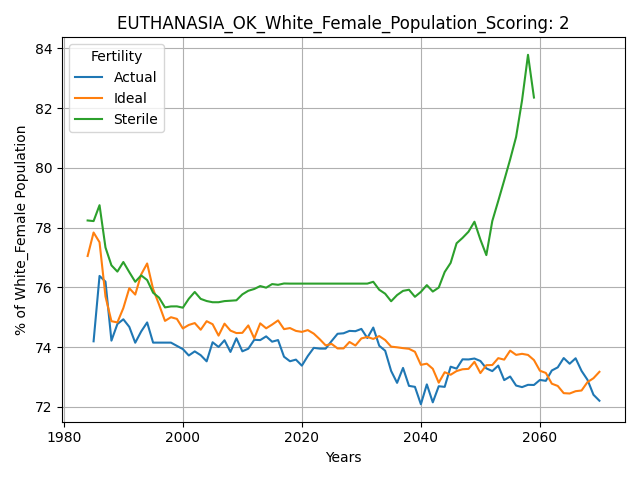 EUTHANASIA_OK_White_Female_Population_Scoring: 2
% of White_Female Population
84
82
80
78
76
74
72
Fertility
Actual
Ideal
Sterile
1980
2000
2020
2040
2060
Years